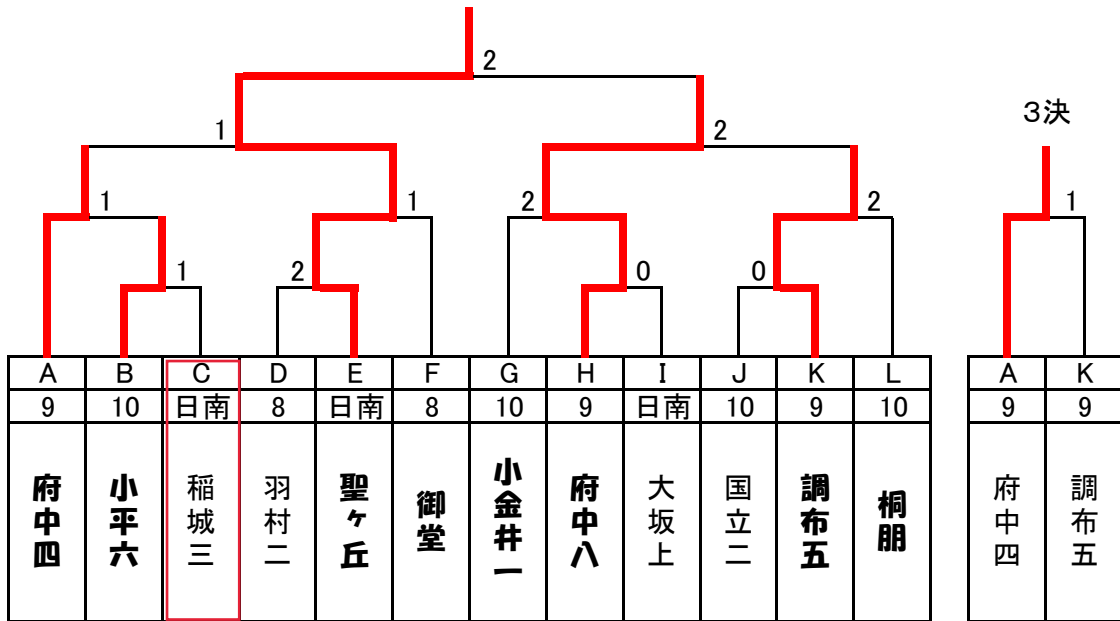 2
3決
1
2
1
1
2
2
1
1
2
0
0
A B C D E F G H I J K L
A K
9 10 日南 8 日南 8 10 9 日南 10 9 10
9 9
府中四
小平六
稲城三
羽村二
聖ヶ丘
御堂
小金井一
府中八
大坂上
国立二
調布五
桐朋
府中四
調布五